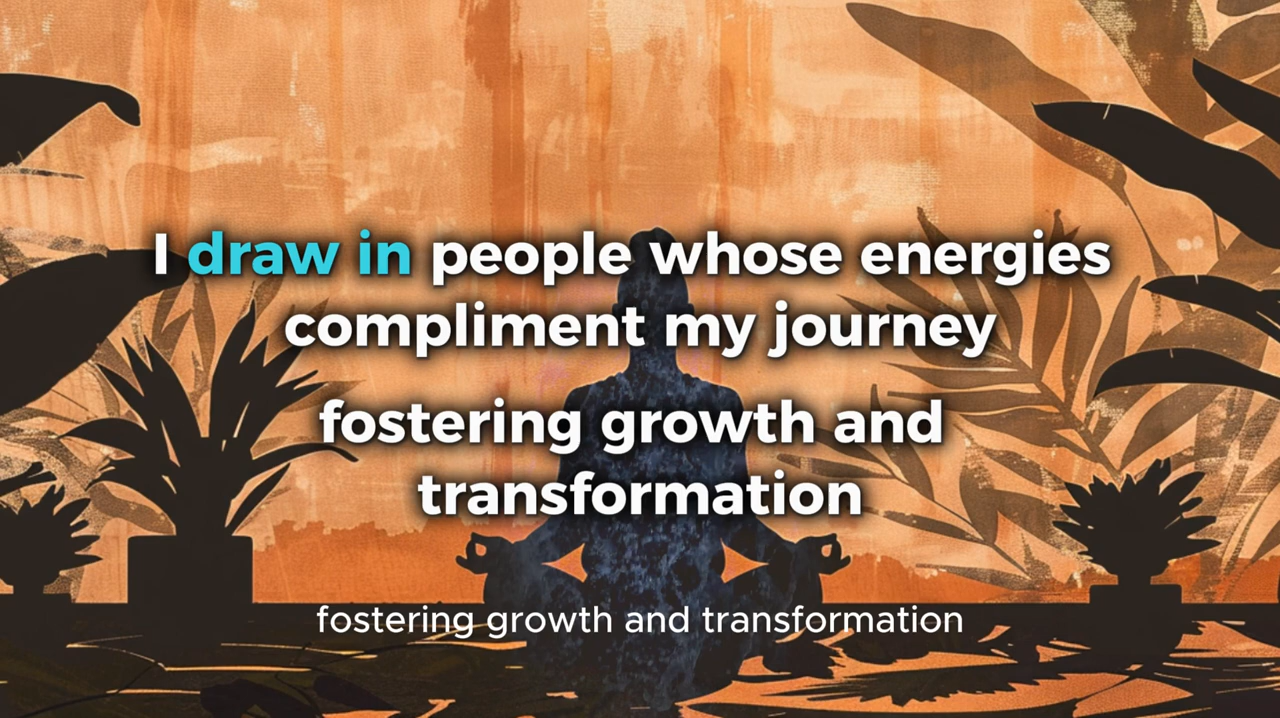 I draw in people whose energies
compliment my journey
fostering growth and
transformation
fostering growth and transformation